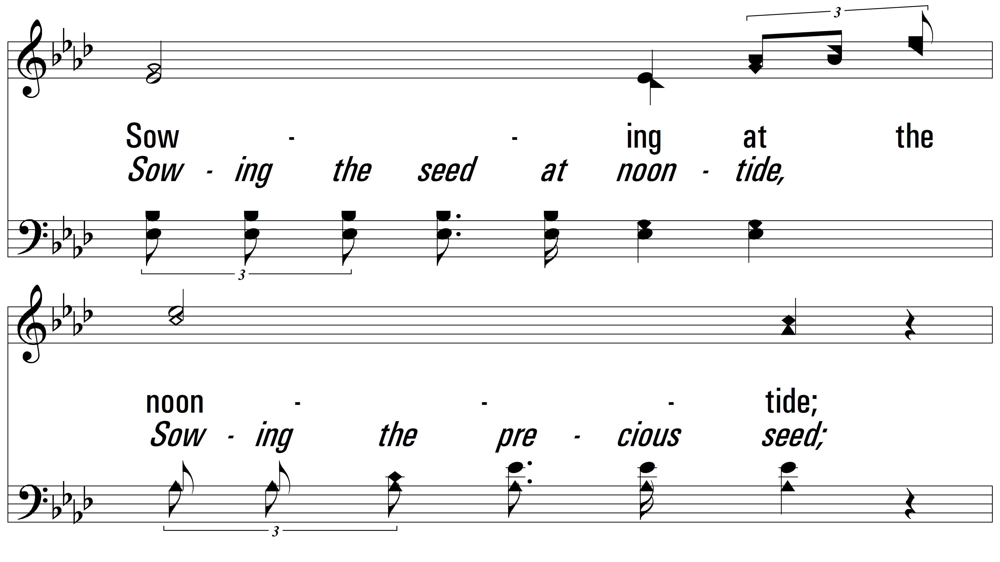 3
Sow - - ing at the
Sow - ing the seed at noon - tide,
3
noon - - - tide;
Sow - ing the pre - cious seed;
3